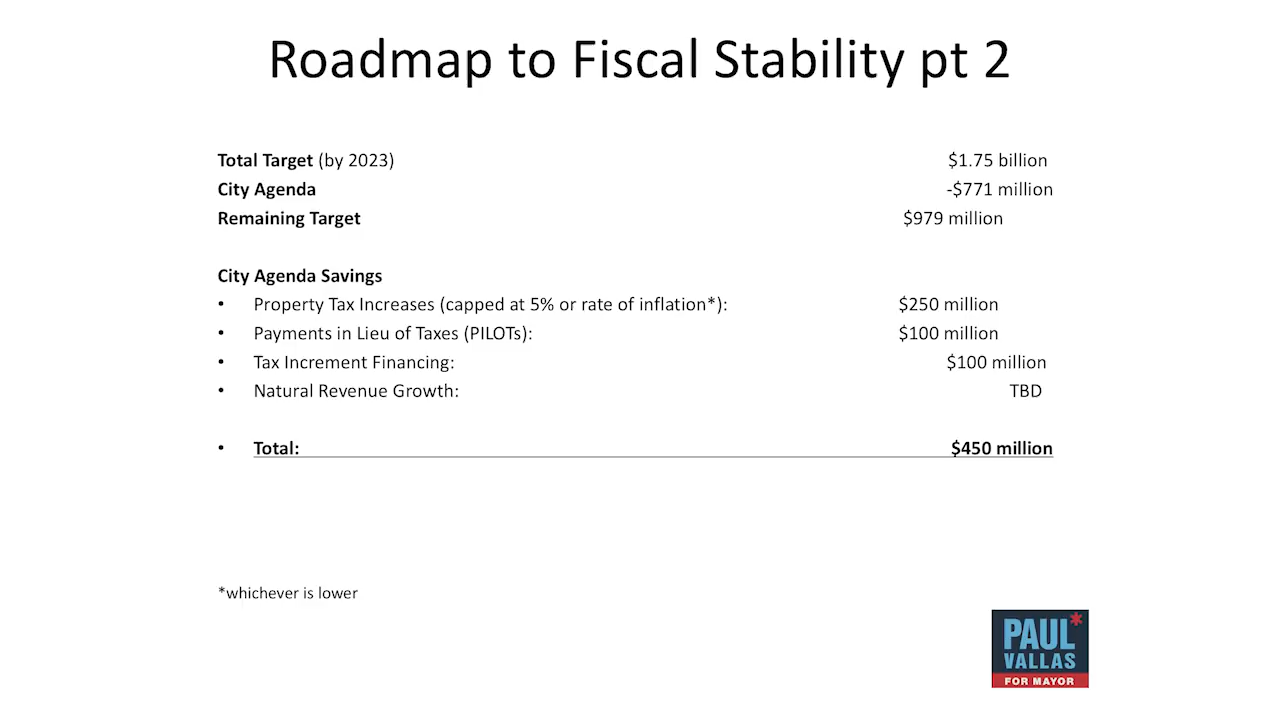 Roadmap to Fiscal Stability pt 2
Total Target (by 2023) $1.75 billion
City Agenda -$771 million
Remaining Target $979 million
City Agenda Savings
• Property Tax Increases (capped at 5% or rate of inflation*): $250 million
• Payments in Lieu of Taxes (PILOTs): $100 million
• Tax Increment Financing: $100 million
• Natural Revenue Growth: TBD
• Total: $450 million
*whichever is lower
PAUL*
VALLAS
FOR MAYOR